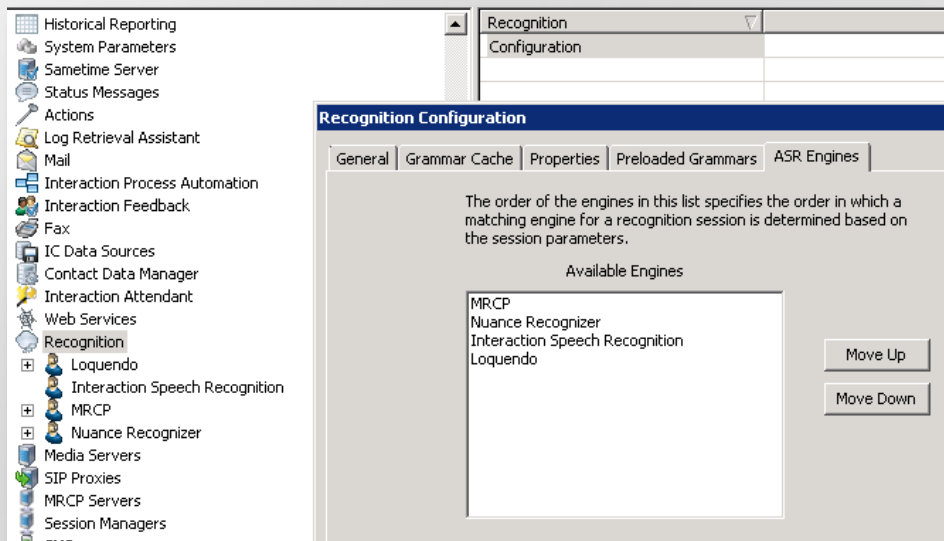 Historical Reporting
System Parameters
Sametime Server
Status Messages
Actions
Log Retrieval Assistant
Mail
Interaction Process Automation
Interaction Feedback
Fax
IC Data Sources
Contact Data Manager
Interaction Attendant
Web Services
Recognition
Loquendo
Interaction Speech Recognition
MRCP
Nuance Recognizer
Media Servers
SIP Proxies
MRCP Servers
Session Managers
Recognition
Configuration
Recognition Configuration
General
Grammar Cache
Properties
Preloaded Grammars
ASR Engines
The order of the engines in this list specifies the order in which a
matching engine for a recognition session is determined based on
the session parameters.
Available Engines
MRCP
Nuance Recognizer
Interaction Speech Recognition
Loquendo
Move Up
Move Down